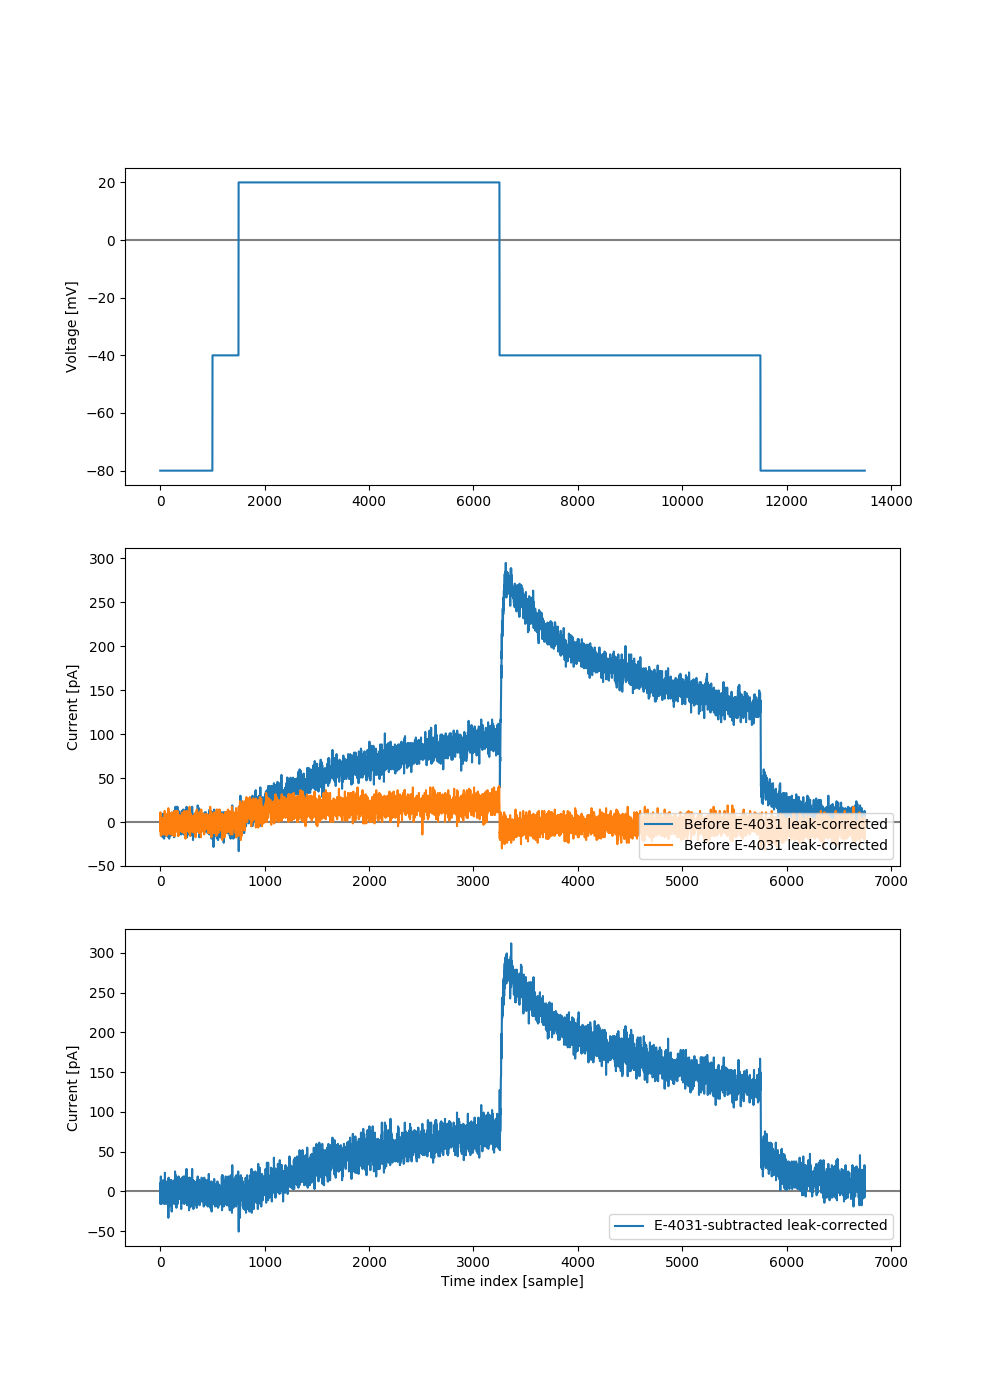 20
0
−20
−40
−60
−80
Voltage [mV]
0 2000 4000 6000 8000 10000 12000 14000
300
250
200
150
100
50
0
−50
Current [pA]
Before E-4031 leak-corrected
Before E-4031 leak-corrected
0 1000 2000 3000 4000 5000 6000 7000
300
250
200
150
100
50
0
−50
Current [pA]
E-4031-subtracted leak-corrected
0 1000 2000 3000 4000 5000 6000 7000
Time index [sample]